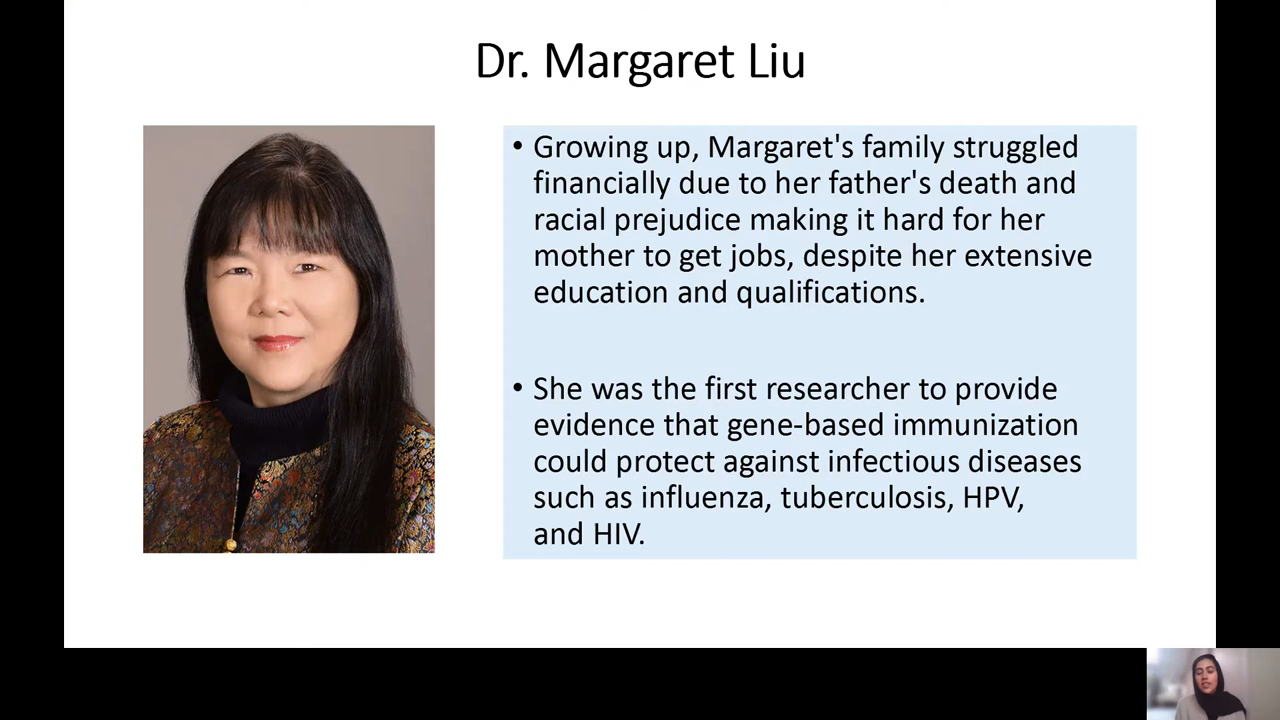 Dr. Margaret Liu
• Growing up, Margaret's family struggled
financially due to her father's death and
racial prejudice making it hard for her
mother to get jobs, despite her extensive
education and qualifications.
• She was the first researcher to provide
evidence that gene-based immunization
could protect against infectious diseases
such as influenza, tuberculosis, HPV,
and HIV.